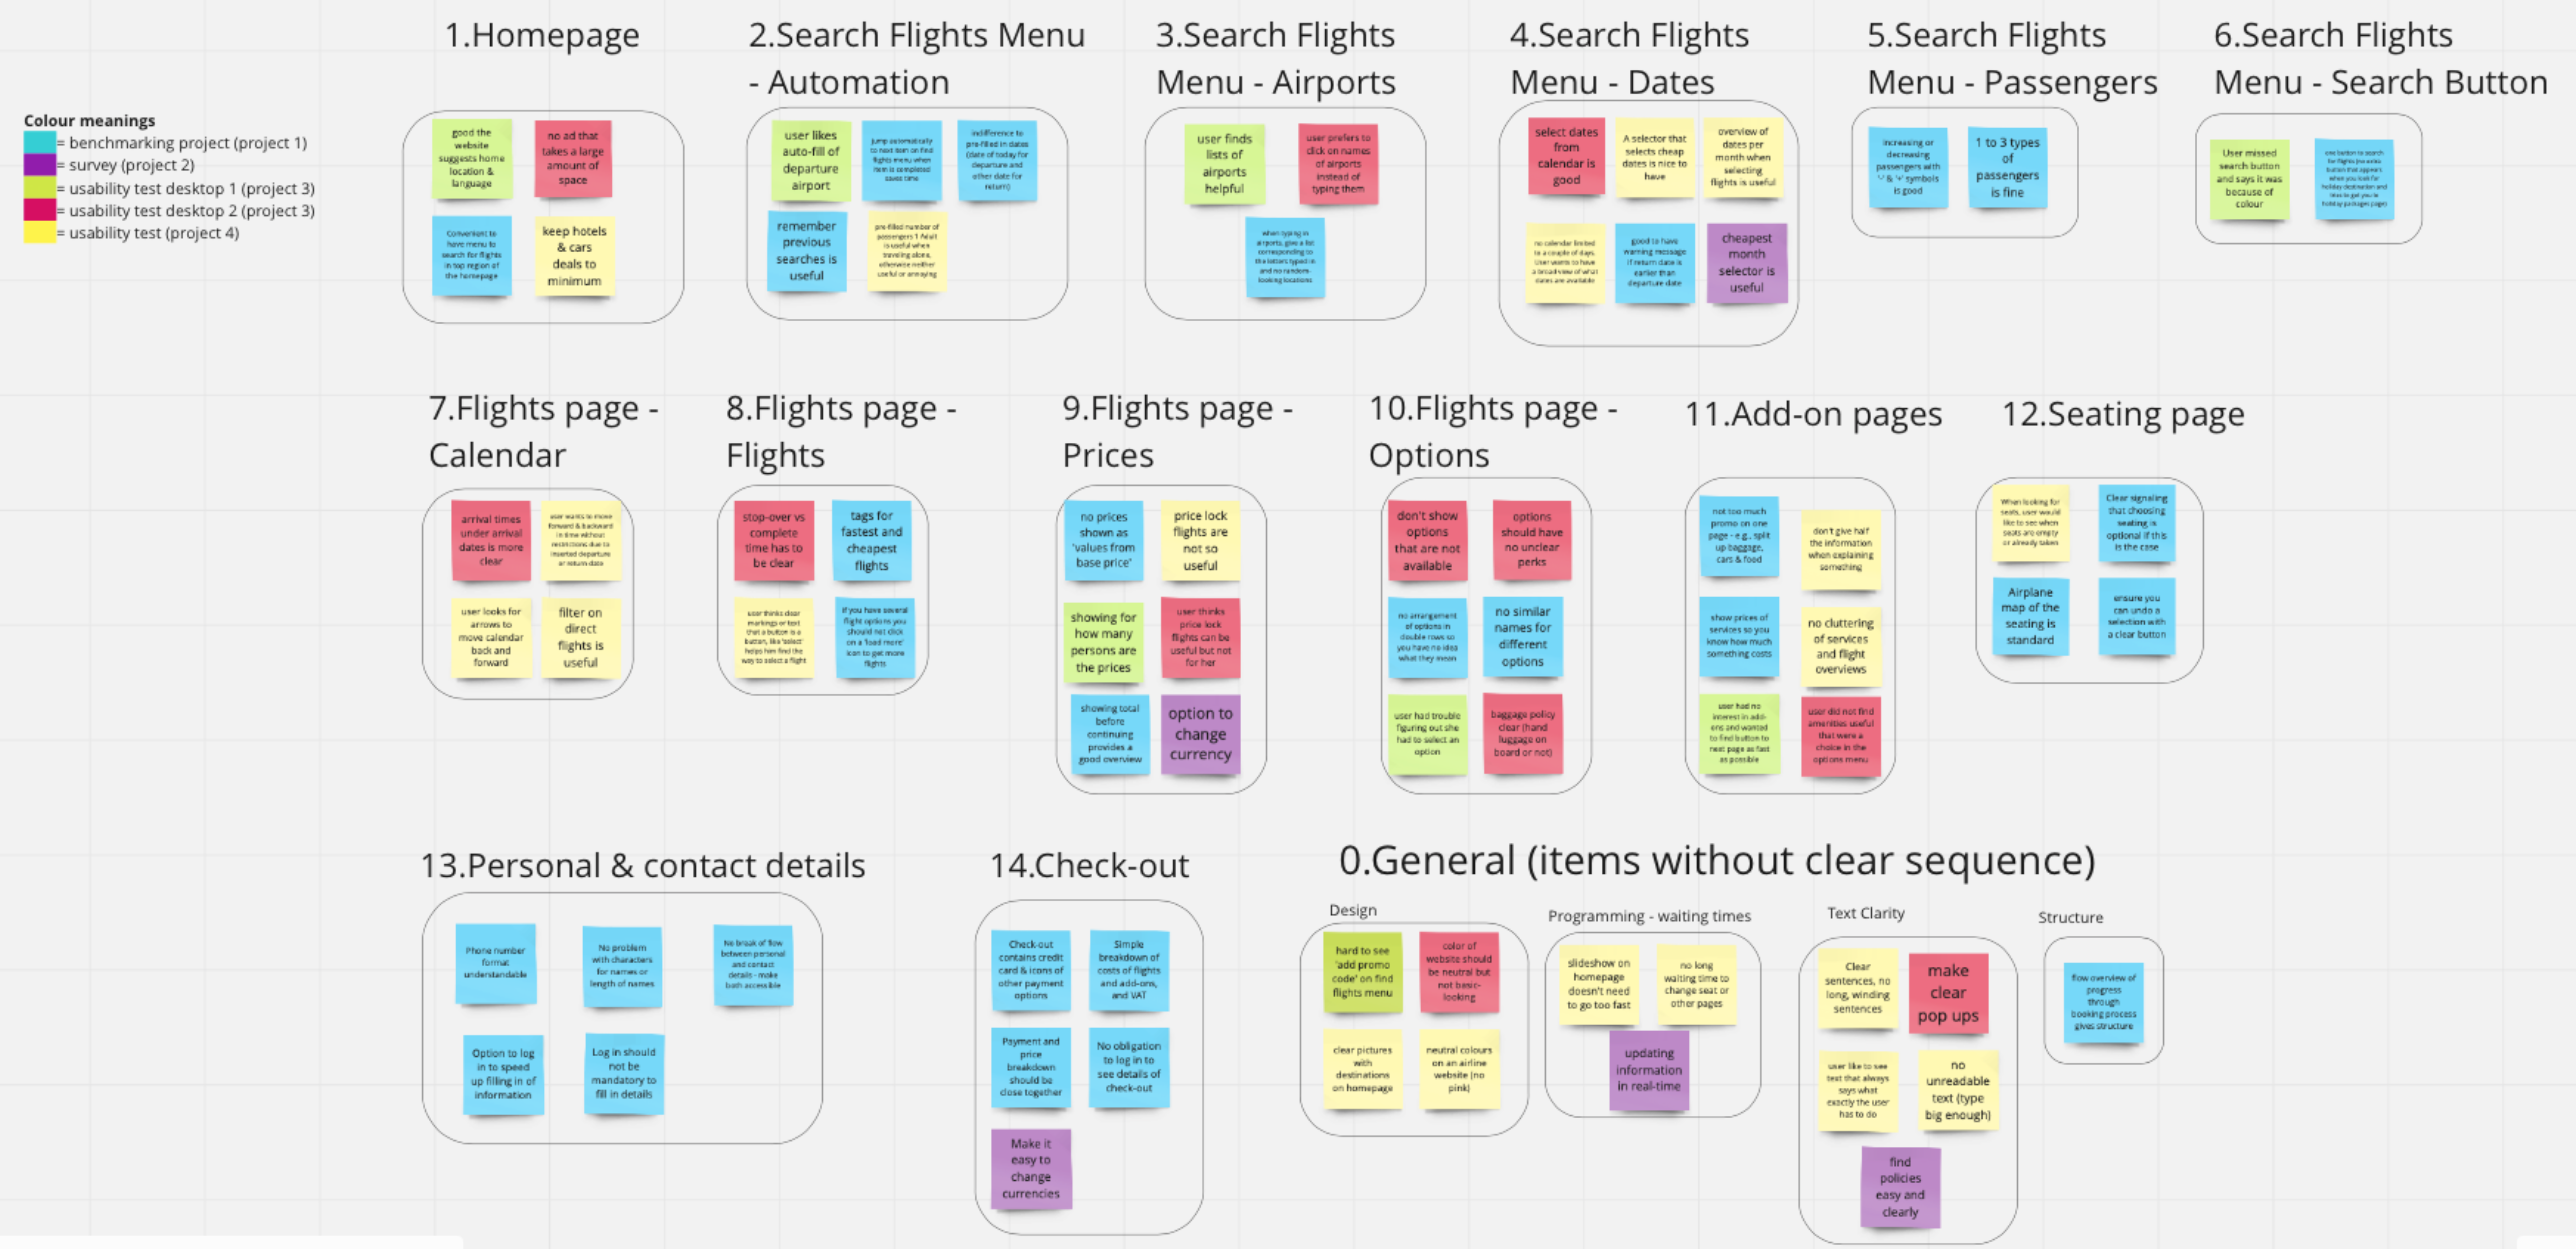 1.Homepage
2.Search Flights Menu
- Automation
3.Search Flights
Menu - Airports
4.Search Flights
Menu - Dates
5.Search Flights
Menu - Passengers
6.Search Flights
Menu - Search Button
Colour meanings
= benchmarking project (project 1)
= survey (project 2)
= usability test desktop 1 (project 3)
= usability test desktop 2 (project 3)
= usability test (project 4)
good the
website
suggests home
location &
language
no ad that
takes a large
amount of
space
Convenient to
have menu to
search for flights
in top region of
the homepage
keep hotels
& cars
deals to
minimum
user likes
auto-fill of
departure
airport
jump automatically
to next item on find
flights menu when
item is completed
saves time
indifference to
pre-filled in dates
(date of today for
departure and
other date for
return)
remember
previous
searches is
useful
pre-filled number of
passengers 1 Adult
is useful when
traveling alone,
otherwise neither
useful or annoying
user finds
lists of
airports
helpful
user prefers to
click on names
of airports
instead of
typing them
when typing in
airports, give a list
corresponding to
the letters typed in
and no random-
looking locations
select dates
from
calendar is
good
A selector that
selects cheap
dates is nice to
have
overview of
dates per
month when
selecting
flights is useful
no calendar limited
to a couple of days.
User wants to have
a broad view of what
dates are available
good to have
warning message
if return date is
earlier than
departure date
cheapest
month
selector is
useful
Increasing or
decreasing
passengers with
'-' & '+' symbols
is good
1 to 3 types
of
passengers
is fine
User missed
search button
and says it was
because of
colour
one button to search
for flights (no extra
button that appears
when you look for
holiday destination and
tries to get you to
holiday packages page)
7.Flights page -
Calendar
8.Flights page -
Flights
9.Flights page -
Prices
10.Flights page -
Options
11.Add-on pages
12.Seating page
arrival times
under arrival
dates is more
clear
user wants to move
forward & backward
in time without
restrictions due to
inserted departure
or return date
user looks for
arrows to
move calendar
back and
forward
filter on
direct
flights is
useful
stop-over vs
complete
time has to
be clear
tags for
fastest and
cheapest
flights
user thinks clear
markings or text
that a button is a
button, like 'select'
helps him find the
way to select a flight
if you have several
flight options you
should not click
on a 'load more'
icon to get more
flights
no prices
shown as
'values from
base price'
price lock
flights are
not so
useful
showing for
how many
persons are
the prices
user thinks
price lock
flights can be
useful but not
for her
showing total
before
continuing
provides a
good overview
option to
change
currency
don't show
options
that are not
available
options
should have
no unclear
perks
no arrangement
of options in
double rows so
you have no idea
what they mean
no similar
names for
different
options
user had trouble
figuring out she
had to select an
option
baggage policy
clear (hand
luggage on
board or not)
not too much
promo on one
page - e.g., split
up baggage,
cars & food
don't give half
the information
when explaining
something
show prices of
services so you
know how much
something costs
no cluttering
of services
and flight
overviews
user had no
interest in add-
ons and wanted
to find button to
next page as fast
as possible
user did not find
amenities useful
that were a
choice in the
options menu
When looking for
seats, user would
like to see when
seats are empty
or already taken
Clear signaling
that choosing
seating is
optional if this
is the case
Airplane
map of the
seating is
standard
ensure you
can undo a
selection with
a clear button
13.Personal & contact details
14.Check-out
0.General (items without clear sequence)
Phone number
format
understandable
No problem
with characters
for names or
length of names
No break of flow
between personal
and contact
details - make
both accessible
Option to log
in to speed
up filling in of
information
Log in should
not be
mandatory to
fill in details
Check-out
contains credit
card & icons of
other payment
options
Simple
breakdown of
costs of flights
and add-ons,
and VAT
Payment and
price
breakdown
should be
close together
No obligation
to log in to
see details of
check-out
Make it
easy to
change
currencies
Design
hard to see
'add promo
code' on find
flights menu
color of
website should
be neutral but
not basic-
looking
clear pictures
with
destinations
on homepage
neutral colours
on an airline
website (no
pink)
Programming - waiting times
slideshow on
homepage
doesn't need
to go too fast
no long
waiting time to
change seat or
other pages
updating
information
in real-time
Text Clarity
Clear
sentences, no
long, winding
sentences
make
clear
pop ups
user like to see
text that always
says what
exactly the user
has to do
no
unreadable
text (type
big enough)
find
policies
easy and
clearly
Structure
flow overview of
progress
through
booking process
gives structure